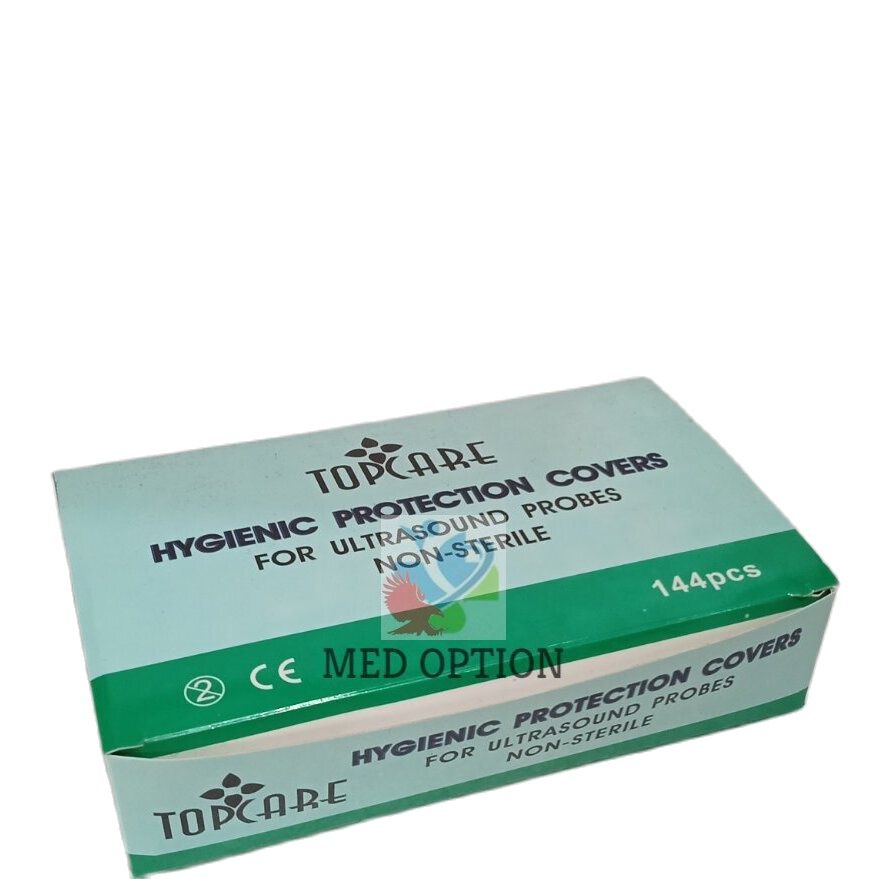 TOPCARE
HYGIENIC PROTECTION COVERS
FOR ULTRASOUND PROBES
NON-STERILE
144pcs
2 CE
MED OPTION
HYGIENIC PROTECTION COVERS
FOR ULTRASOUND PROBES
NON-STERILE
TOPCARE